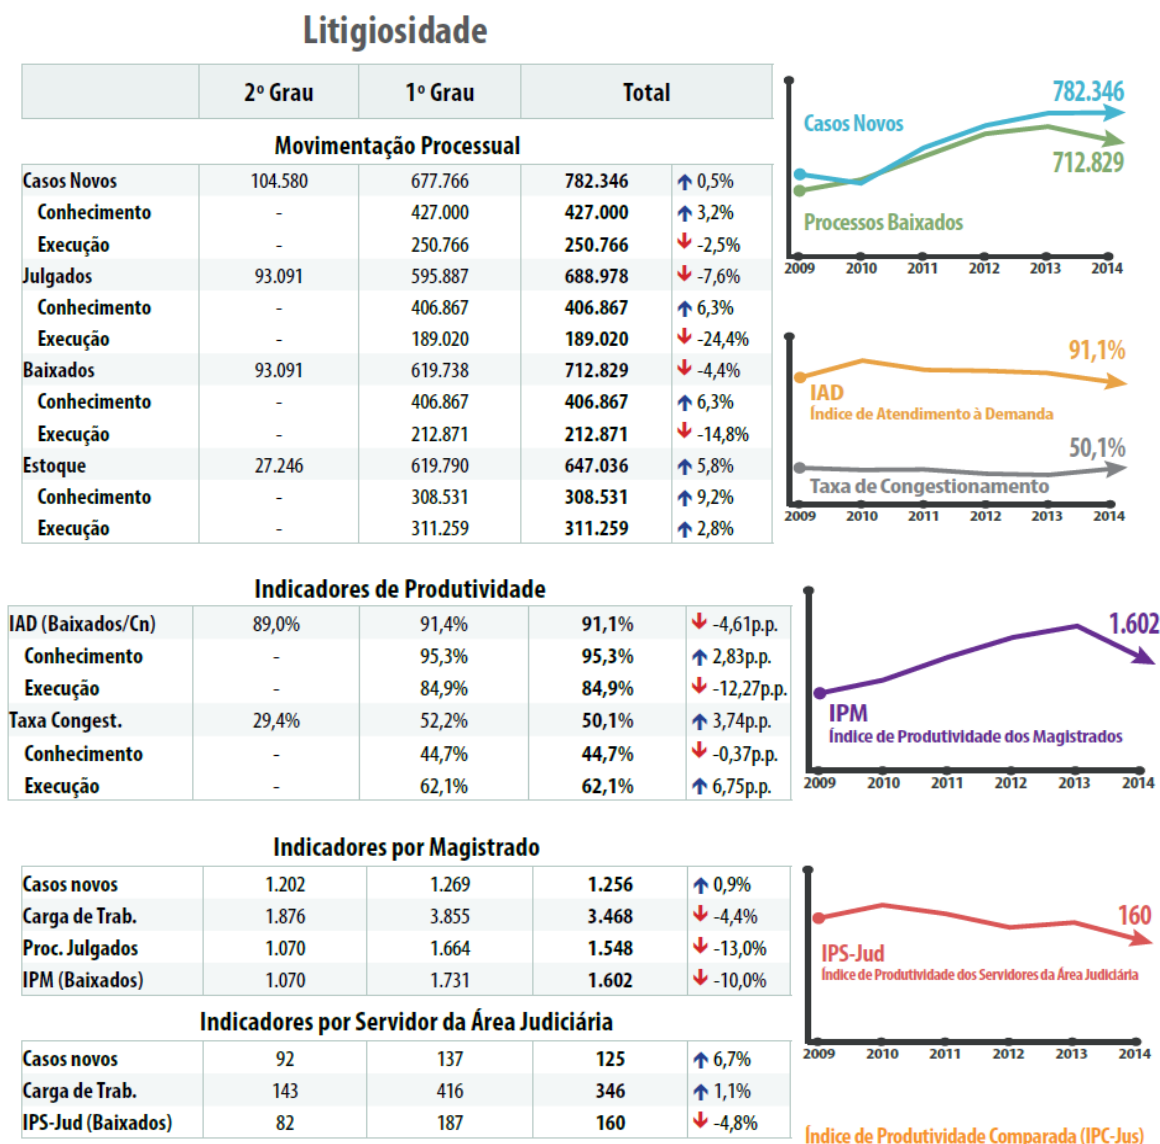 Litigiosidade
2º Grau 1º Grau Total
Movimentação Processual
Casos Novos 104.580 677.766 782.346 0,5%
Conhecimento - 427.000 427.000 3,2%
Execução - 250.766 250.766 -2,5%
Julgados 93.091 595.887 688.978 -7,6%
Conhecimento - 406.867 406.867 6,3%
Execução - 189.020 189.020 -24,4%
Baixados 93.091 619.738 712.829 -4,4%
Conhecimento - 406.867 406.867 6,3%
Execução - 212.871 212.871 -14,8%
Estoque 27.246 619.790 647.036 5,8%
Conhecimento - 308.531 308.531 9,2%
Execução - 311.259 311.259 2,8%
782.346
Casos Novos
712.829
Processos Baixados
2009 2010 2011 2012 2013 2014
91,1%
IAD
Índice de Atendimento à Demanda
50,1%
Taxa de Congestionamento
2009 2010 2011 2012 2013 2014
Indicadores de Produtividade
IAD (Baixados/Cn) 89,0% 91,4% 91,1% -4,61p.p.
Conhecimento - 95,3% 95,3% 2,83p.p.
Execução - 84,9% 84,9% -12,27p.p.
Taxa Congest. 29,4% 52,2% 50,1% 3,74p.p.
Conhecimento - 44,7% 44,7% -0,37p.p.
Execução - 62,1% 62,1% 6,75p.p.
1.602
IPM
Índice de Produtividade dos Magistrados
2009 2010 2011 2012 2013 2014
Indicadores por Magistrado
Casos novos 1.202 1.269 1.256 0,9%
Carga de Trab. 1.876 3.855 3.468 -4,4%
Proc. Julgados 1.070 1.664 1.548 -13,0%
IPM (Baixados) 1.070 1.731 1.602 -10,0%
Indicadores por Servidor da Área Judiciária
Casos novos 92 137 125 6,7%
Carga de Trab. 143 416 346 1,1%
IPS-Jud (Baixados) 82 187 160 -4,8%
160
IPS-Jud
Índice de Produtividade dos Servidores da Área Judiciária
2009 2010 2011 2012 2013 2014
Índice de Produtividade Comparada (IPC-Jus)